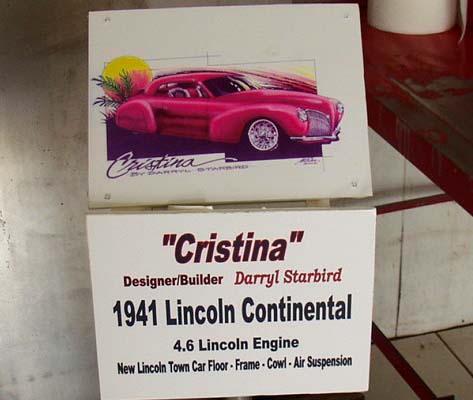 Cristina
BY DARRYL STARBIRD
"Cristina"
Designer/Builder Darryl Starbird
1941 Lincoln Continental
4.6 Lincoln Engine
New Lincoln Town Car Floor - Frame - Cowl - Air Suspension